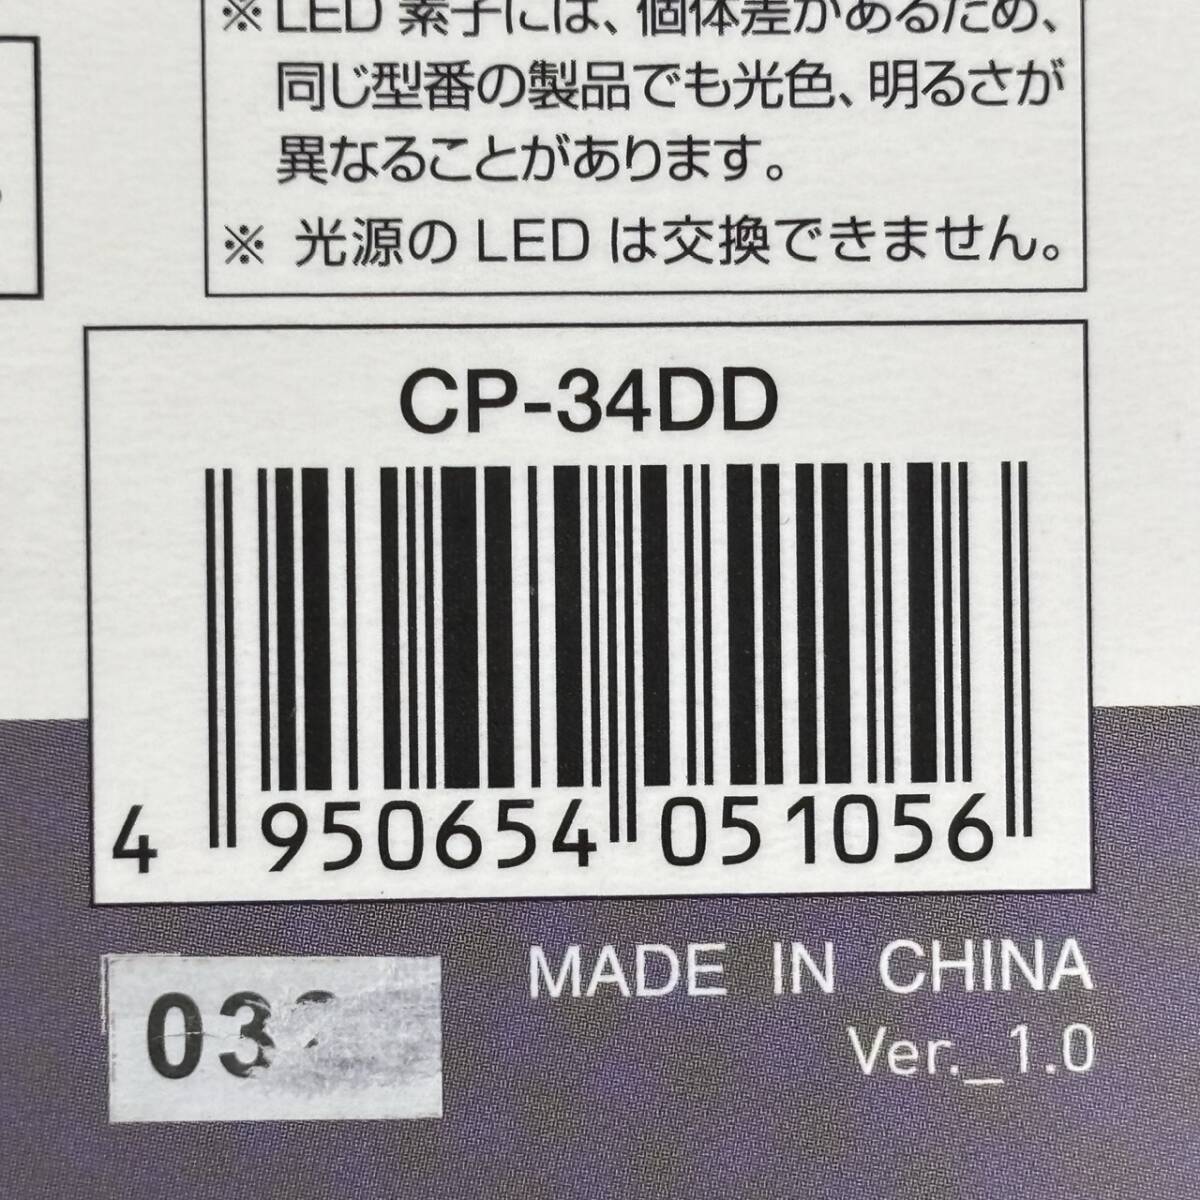 ※LED 素子には、個体差があるため、
同じ型番の製品でも光色、明るさが
異なることがあります。
※ 光源の LED は交換できません。
CP-34DD
4 950654 051056
MADE IN CHINA
Ver._1.0